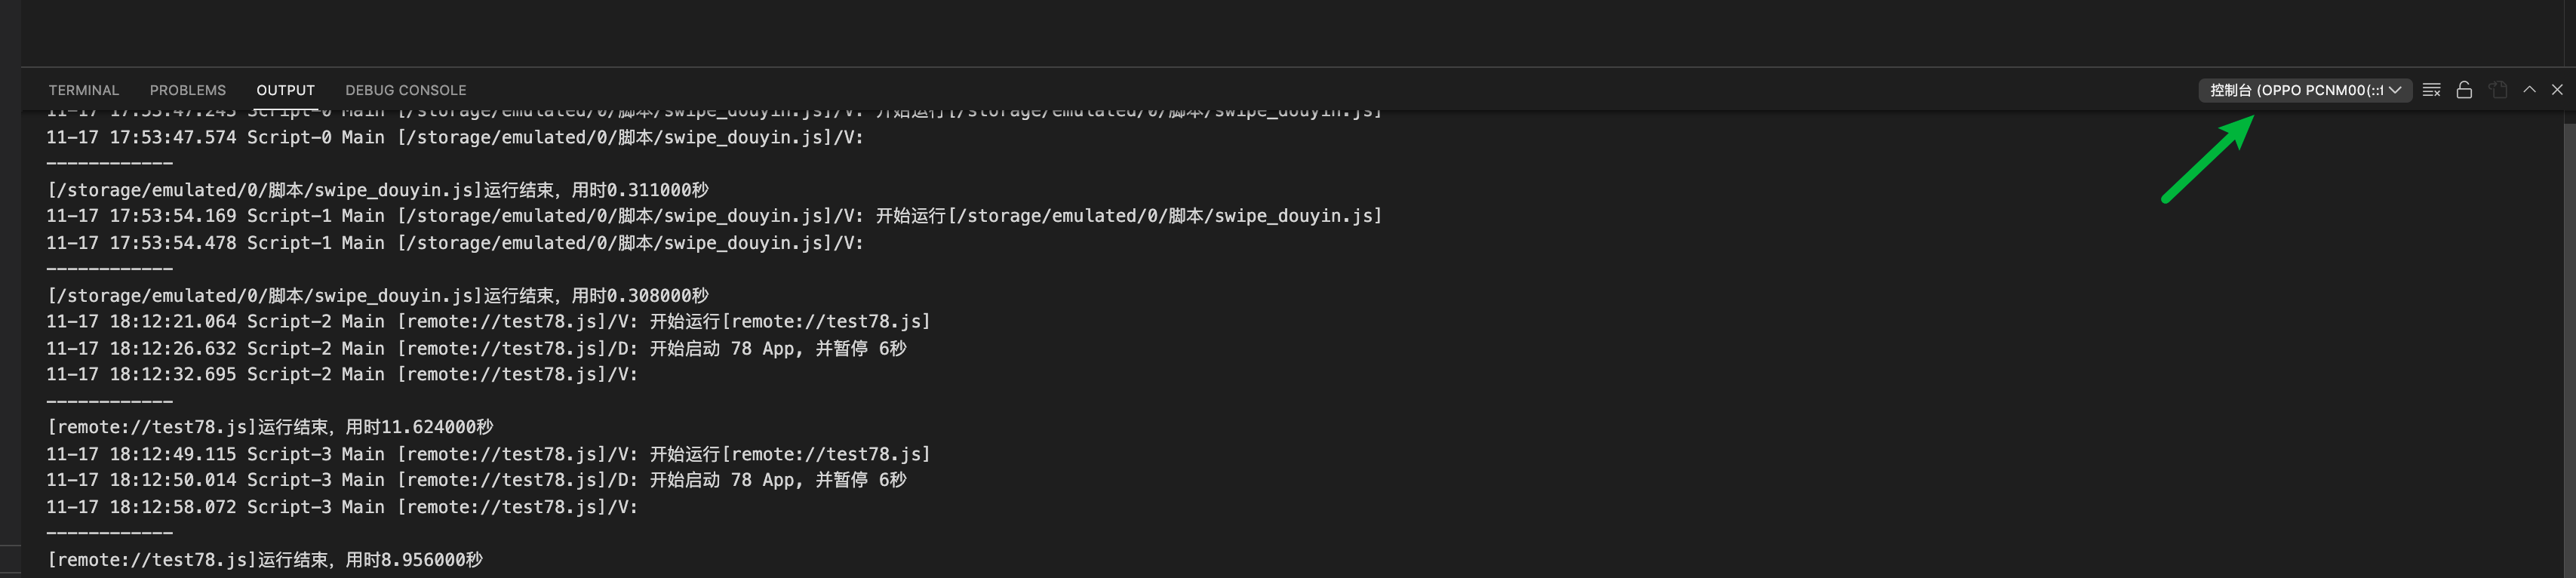 TERMINAL PROBLEMS OUTPUT DEBUG CONSOLE 控制台 (OPPO PCNM00(::f
11-17 17:53:47.243 Script-0 Main [/storage/emulated/0/脚本/swipe_douyin.js]/V: 开始运行[/storage/emulated/0/脚本/swipe_douyin.js]
11-17 17:53:47.574 Script-0 Main [/storage/emulated/0/脚本/swipe_douyin.js]/V:
------------
[/storage/emulated/0/脚本/swipe_douyin.js]运行结束，用时0.311000秒
11-17 17:53:54.169 Script-1 Main [/storage/emulated/0/脚本/swipe_douyin.js]/V: 开始运行[/storage/emulated/0/脚本/swipe_douyin.js]
11-17 17:53:54.478 Script-1 Main [/storage/emulated/0/脚本/swipe_douyin.js]/V:
------------
[/storage/emulated/0/脚本/swipe_douyin.js]运行结束，用时0.308000秒
11-17 18:12:21.064 Script-2 Main [remote://test78.js]/V: 开始运行[remote://test78.js]
11-17 18:12:26.632 Script-2 Main [remote://test78.js]/D: 开始启动 78 App, 并暂停 6秒
11-17 18:12:32.695 Script-2 Main [remote://test78.js]/V:
------------
[remote://test78.js]运行结束，用时11.624000秒
11-17 18:12:49.115 Script-3 Main [remote://test78.js]/V: 开始运行[remote://test78.js]
11-17 18:12:50.014 Script-3 Main [remote://test78.js]/D: 开始启动 78 App, 并暂停 6秒
11-17 18:12:58.072 Script-3 Main [remote://test78.js]/V:
------------
[remote://test78.js]运行结束，用时8.956000秒